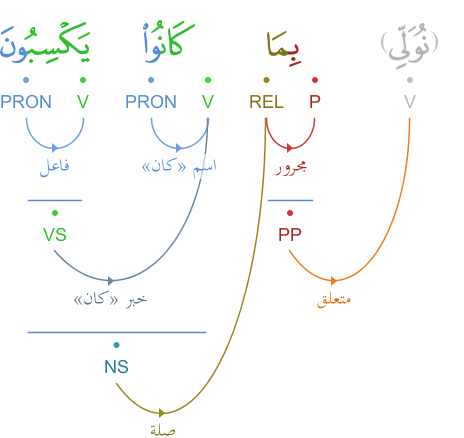 (نُوَلِّي) بِمَا كَانُوا۟ يَكْسِبُونَ
V P REL V PRON V PRON
مجرور اسم «كان» فاعل
PP VS
متعلق خبر «كان»
NS
صلة